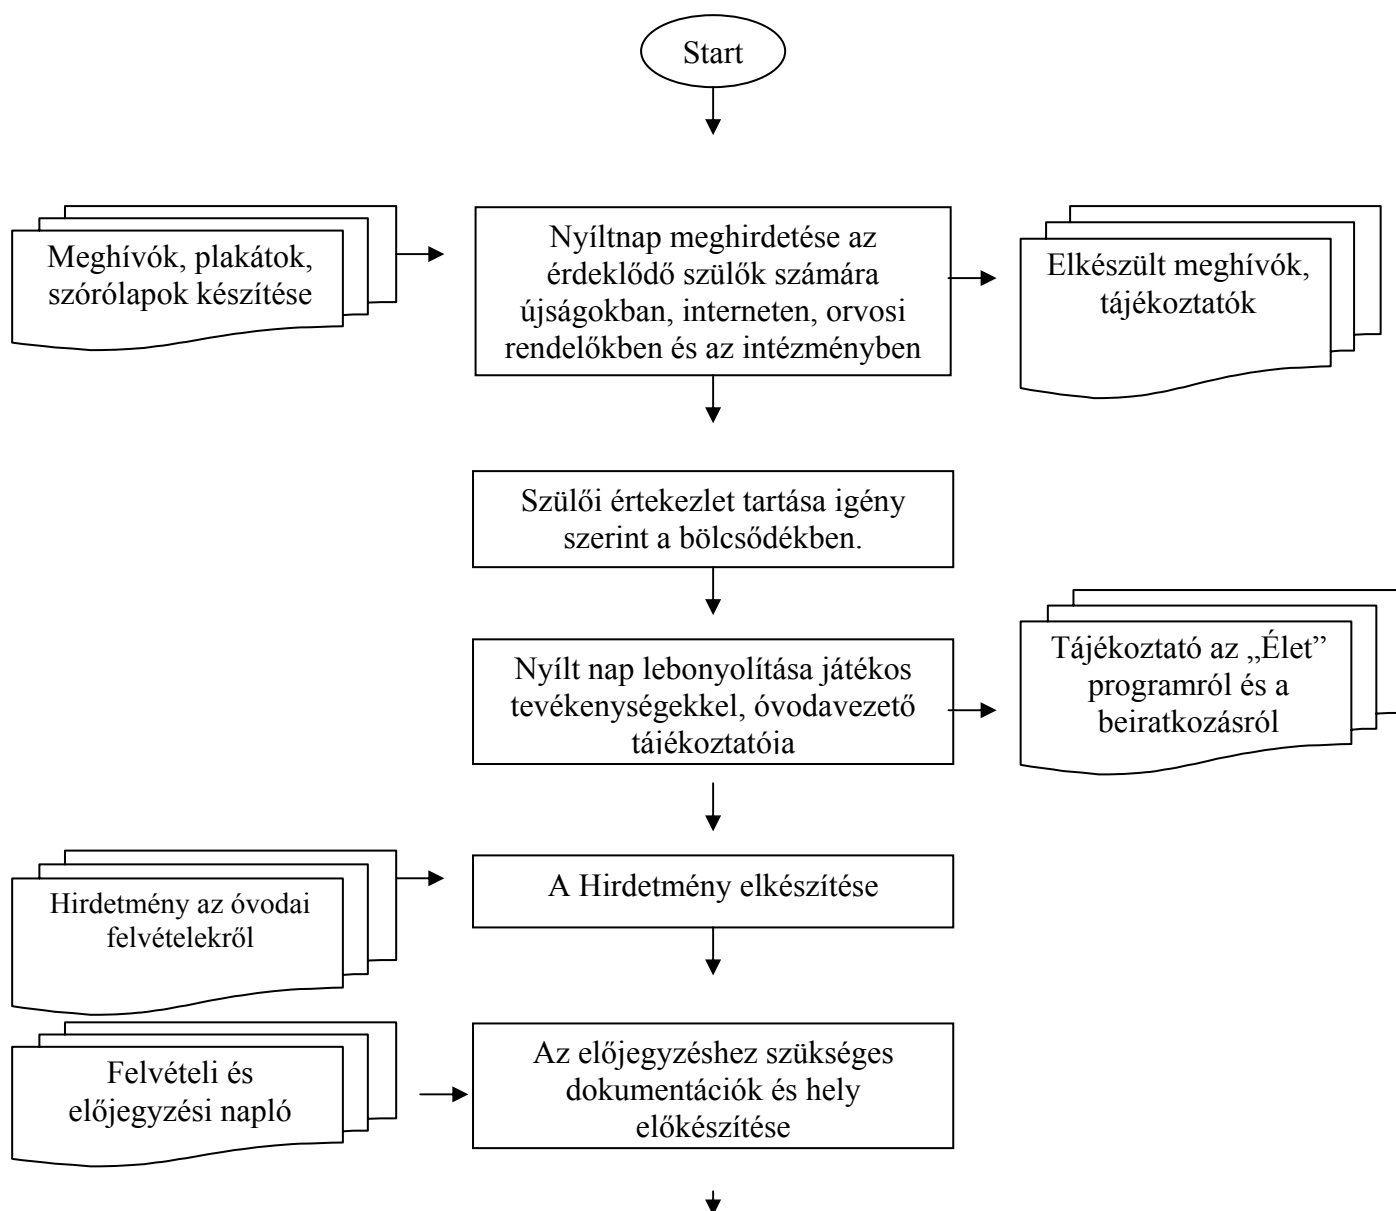 Start
Meghívók, plakátok,
szórólapok készítése
Nyíltnap meghirdetése az
érdeklődő szülők számára
újságokban, interneten, orvosi
rendelőkben és az intézményben
Elkészült meghívók,
tájékoztatók
Szülői értekezlet tartása igény
szerint a bölcsődékben.
Nyílt nap lebonyolítása játékos
tevékenységekkel, óvodavezető
tájékoztatója
Tájékoztató az „Élet”
programról és a
beiratkozásról
Hirdetmény az óvodai
felvételekről
A Hirdetmény elkészítése
Felvételi és
előjegyzési napló
Az előjegyzéshez szükséges
dokumentációk és hely
előkészítése